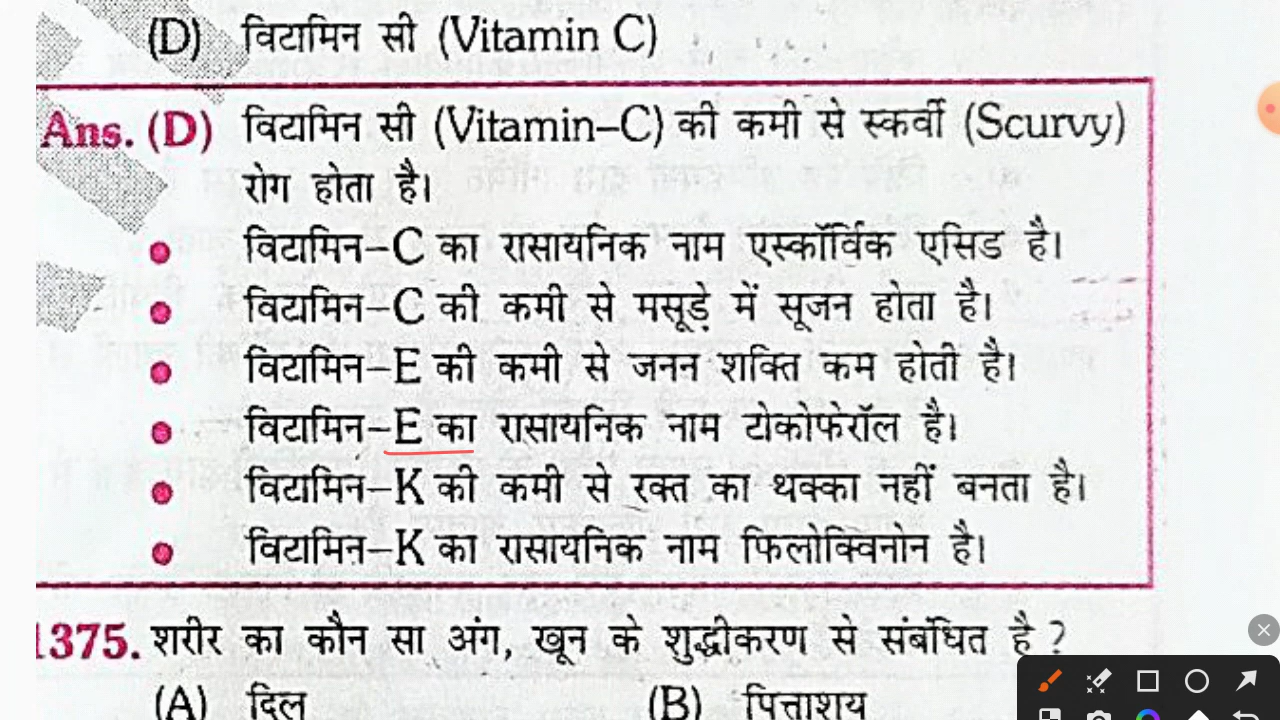 (D) विटामिन सी (Vitamin C)
Ans. (D) विटामिन सी (Vitamin–C) की कमी से स्कर्वी (Scurvy)
रोग होता है।
• विटामिन–C का रासायनिक नाम एस्कॉर्विक एसिड है।
• विटामिन–C की कमी से मसूड़े में सूजन होता है।
• विटामिन–E की कमी से जनन शक्ति कम होती है।
• विटामिन–E का रासायनिक नाम टोकोफेरॉल है।
• विटामिन–K की कमी से रक्त का थक्का नहीं बनता है।
• विटामिन–K का रासायनिक नाम फिलोक्विनोन है।
1375. शरीर का कौन सा अंग, खून के शुद्धीकरण से संबंधित है ?
(A) दिल (B) पित्ताशय